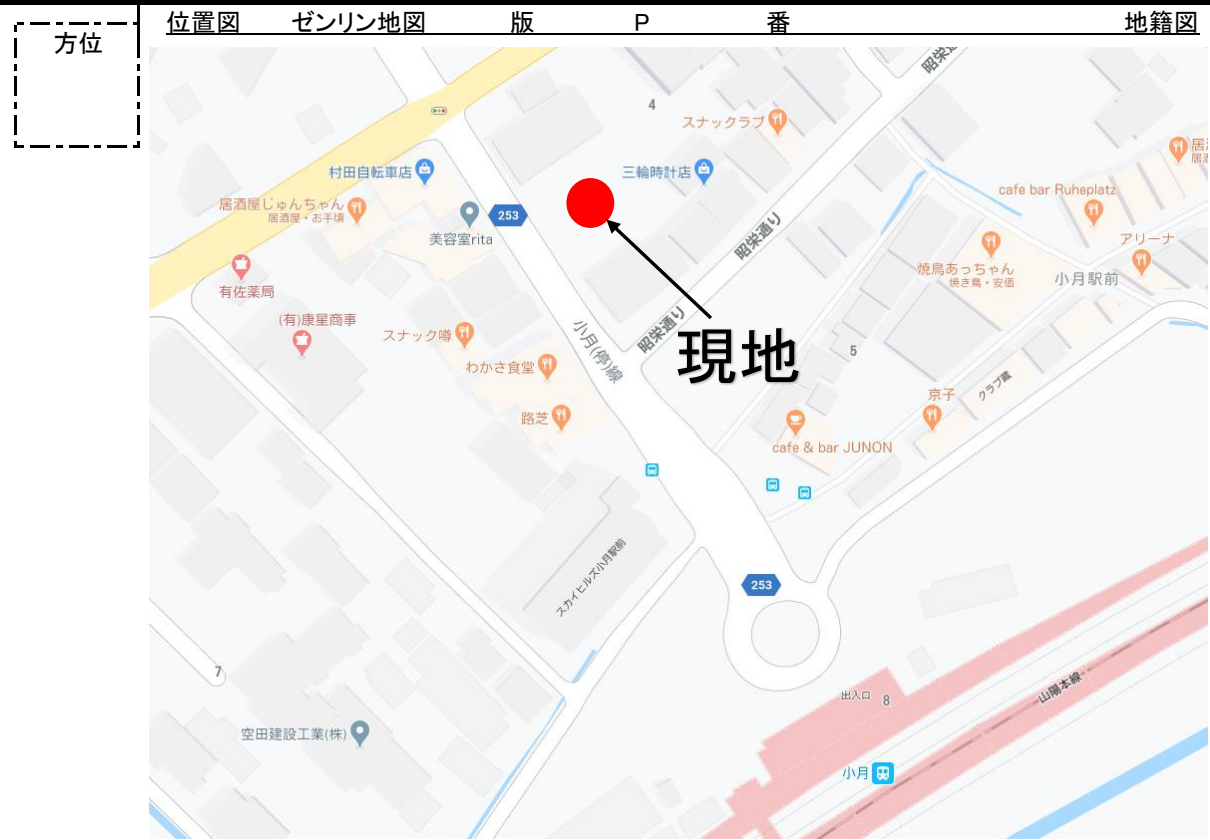 位置図 ゼンリン地図 版 P 番 地籍図
方位
昭栄通り
4
スナックラブ
村田自転車店
三輪時計店
居酒屋じゅんちゃん
居酒屋・お手頃
253
美容室rita
cafe bar Ruheplatz
昭栄通り
アリーナ
焼鳥あっちゃん
焼き鳥・安価
小月駅前
有佐薬局
(有)康星商事
スナック噂
小月(停)線
昭栄通り
現地
わかさ食堂
5
路芝
京子
クラブ蔵
cafe & bar JUNON
スカイヒルズ小月駅前
253
7
出入口 8
山陽本線
空田建設工業(株)
小月